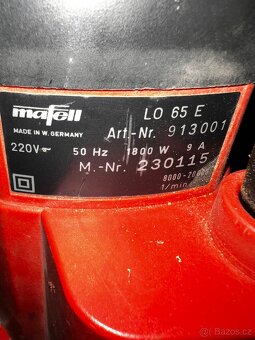 mafell LO 65 E
MADE IN W. GERMANY Art.-Nr. 913001
220V~ 50 Hz 1800 W 9 A
M.-Nr. 230115
1/min
© Bazos.cz